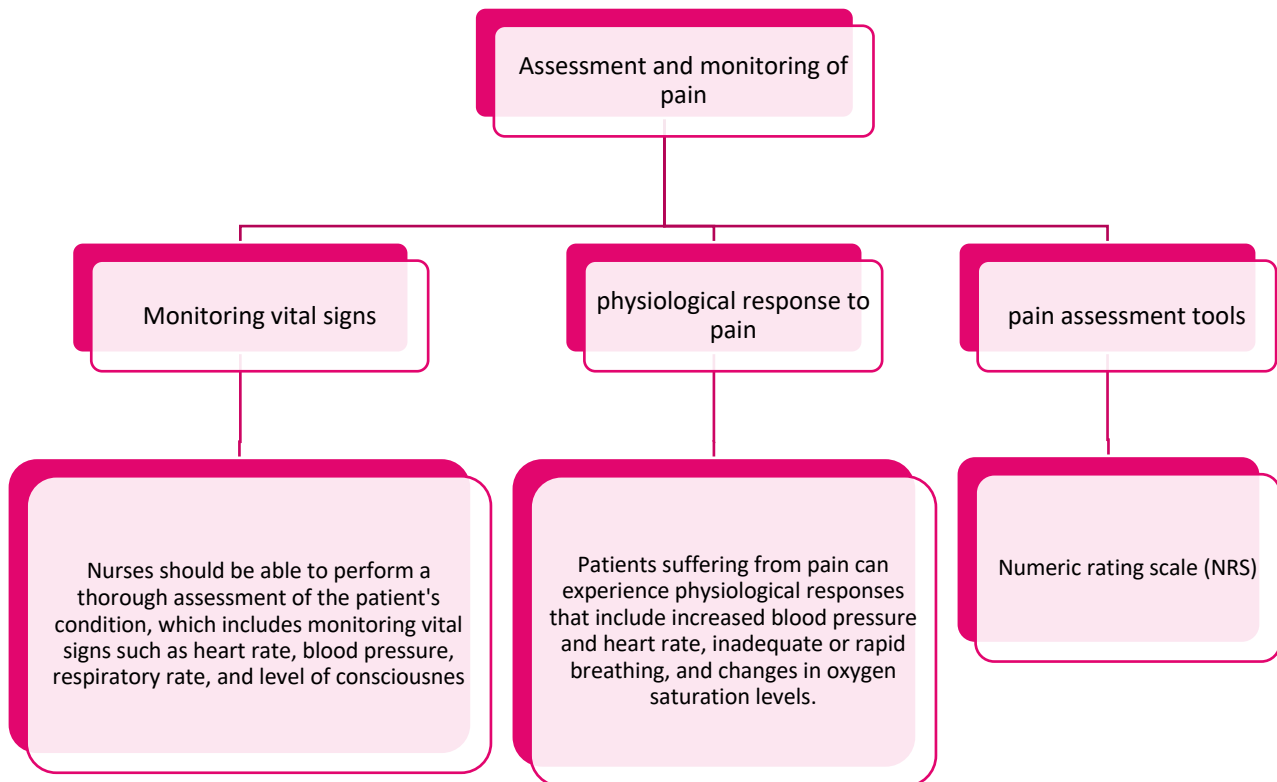 Assessment and monitoring of
pain
Monitoring vital signs
physiological response to
pain
pain assessment tools
Nurses should be able to perform a
thorough assessment of the patient's
condition, which includes monitoring vital
signs such as heart rate, blood pressure,
respiratory rate, and level of consciousnes
Patients suffering from pain can
experience physiological responses
that include increased blood pressure
and heart rate, inadequate or rapid
breathing, and changes in oxygen
saturation levels.
Numeric rating scale (NRS)